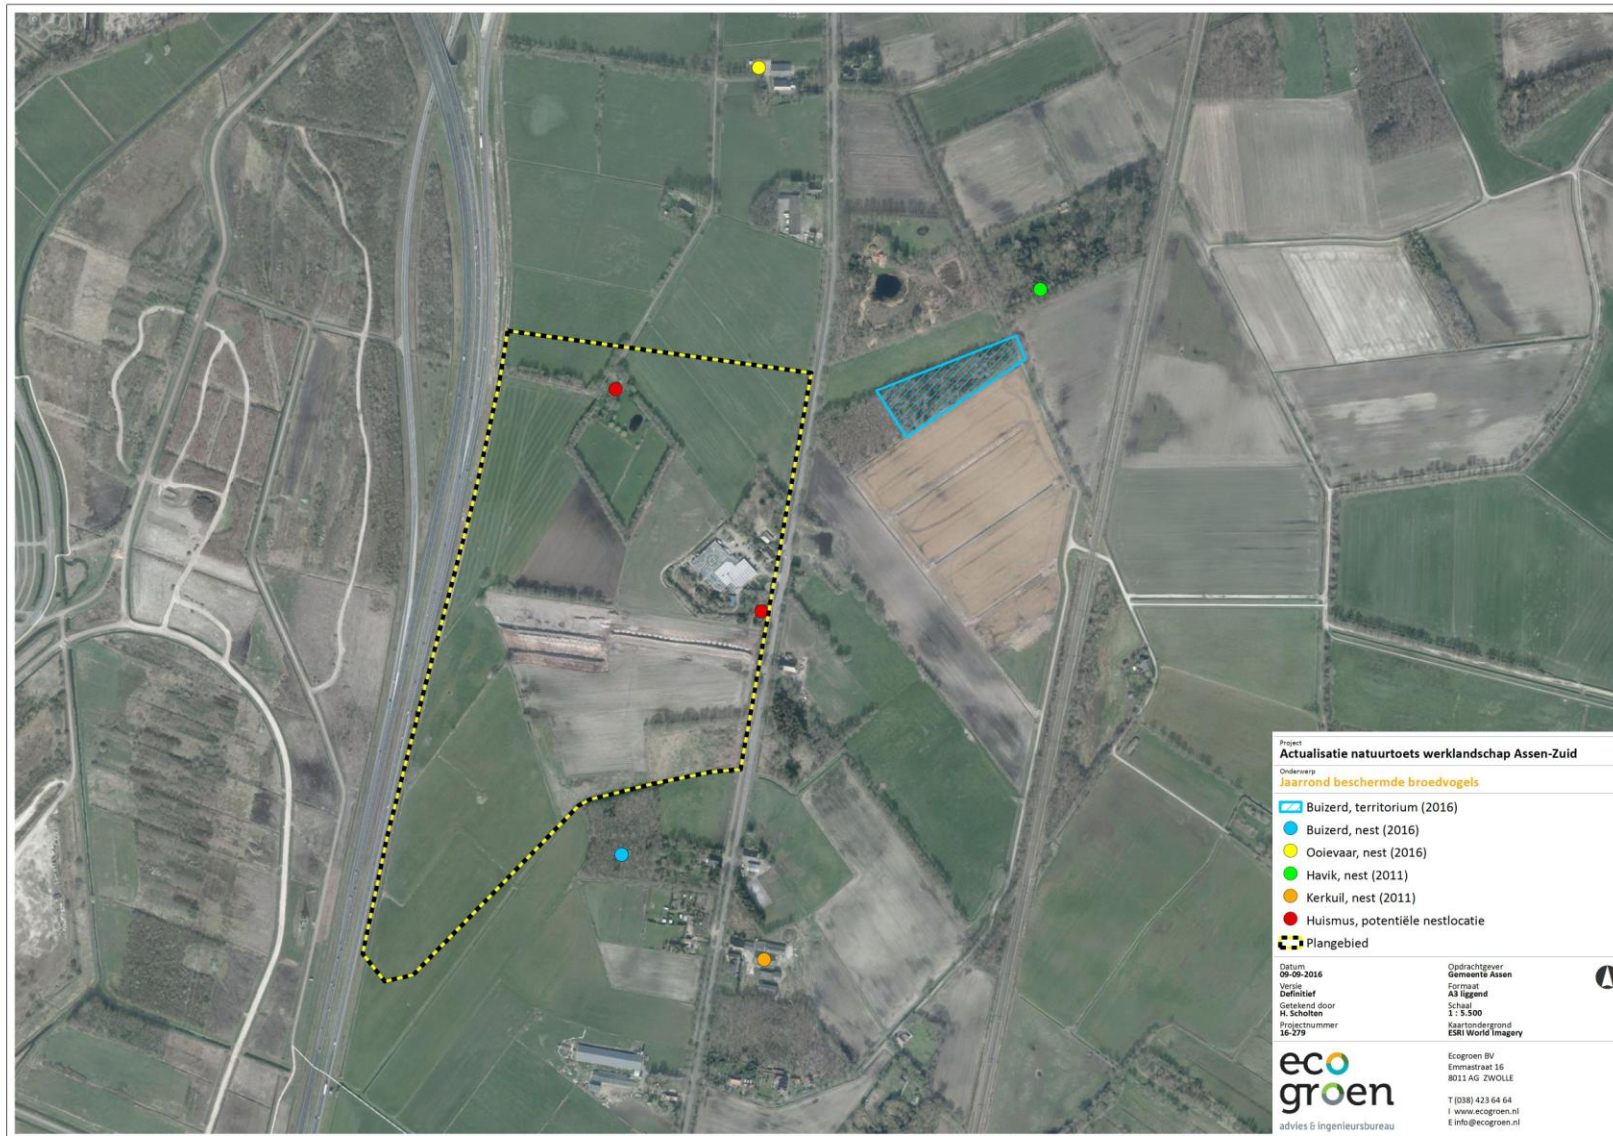 Project
Actualisatie natuurtoets werklandschap Assen-Zuid
Onderwerp
Jaarrond beschermde broedvogels
Buizerd, territorium (2016)
Buizerd, nest (2016)
Ooievaar, nest (2016)
Havik, nest (2011)
Kerkuil, nest (2011)
Huismus, potentiële nestlocatie
Plangebied
Datum
09-09-2016
Versie
Definitief
Getekend door
H. Scholten
Projectnummer
16-279
Opdrachtgever
Gemeente Assen
Formaat
A3 liggend
Schaal
1 : 5.500
Kaartondergrond
ESRI World Imagery
eco
groen
advies & ingenieursbureau
Ecogroen BV
Emmastraat 16
8011 AG ZWOLLE
T (038) 423 64 64
I www.ecogroen.nl
E info@ecogroen.nl